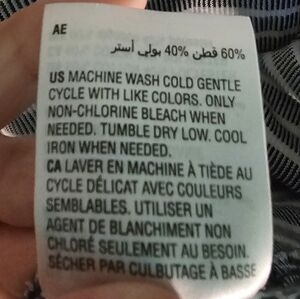 AE
60% قطن 40% بولي أستر
US MACHINE WASH COLD GENTLE
CYCLE WITH LIKE COLORS. ONLY
NON-CHLORINE BLEACH WHEN
NEEDED. TUMBLE DRY LOW. COOL
IRON WHEN NEEDED.
CA LAVER EN MACHINE À TIÈDE AU
CYCLE DÉLICAT AVEC COULEURS
SEMBLABLES. UTILISER UN
AGENT DE BLANCHIMENT NON
CHLORÉ SEULEMENT AU BESOIN.
SÉCHER PAR CULBUTAGE À BASSE